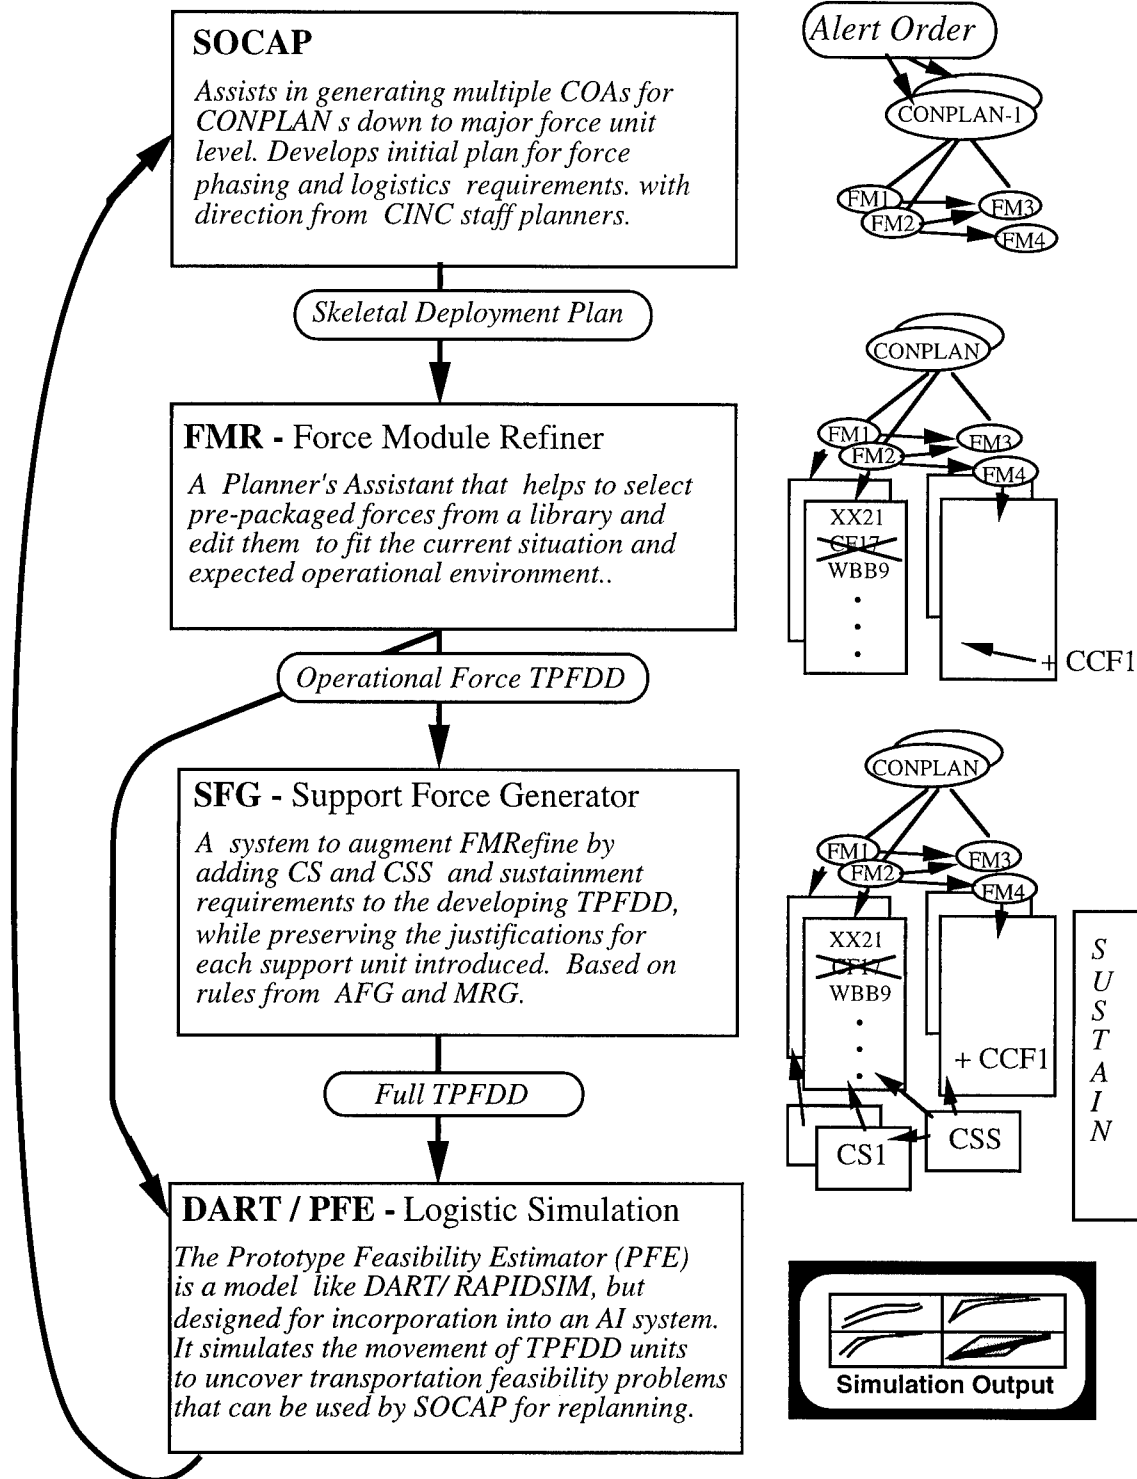 SOCAP
Assists in generating multiple COAs for
CONPLAN s down to major force unit
level. Develops initial plan for force
phasing and logistics requirements. with
direction from CINC staff planners.
Alert Order
CONPLAN-1
FM1
FM2
FM3
FM4
Skeletal Deployment Plan
FMR - Force Module Refiner
A Planner's Assistant that helps to select
pre-packaged forces from a library and
edit them to fit the current situation and
expected operational environment..
CONPLAN
FM1
FM2
FM3
FM4
XX21
CF17
WBB9
+ CCF1
Operational Force TPFDD
SFG - Support Force Generator
A system to augment FMRefine by
adding CS and CSS and sustainment
requirements to the developing TPFDD,
while preserving the justifications for
each support unit introduced. Based on
rules from AFG and MRG.
CONPLAN
FM1
FM2
FM3
FM4
XX21
CF17
WBB9
+ CCF1
CS1
CSS
SUSTAIN
Full TPFDD
DART / PFE - Logistic Simulation
The Prototype Feasibility Estimator (PFE)
is a model like DART/ RAPIDSIM, but
designed for incorporation into an AI system.
It simulates the movement of TPFDD units
to uncover transportation feasibility problems
that can be used by SOCAP for replanning.
Simulation Output